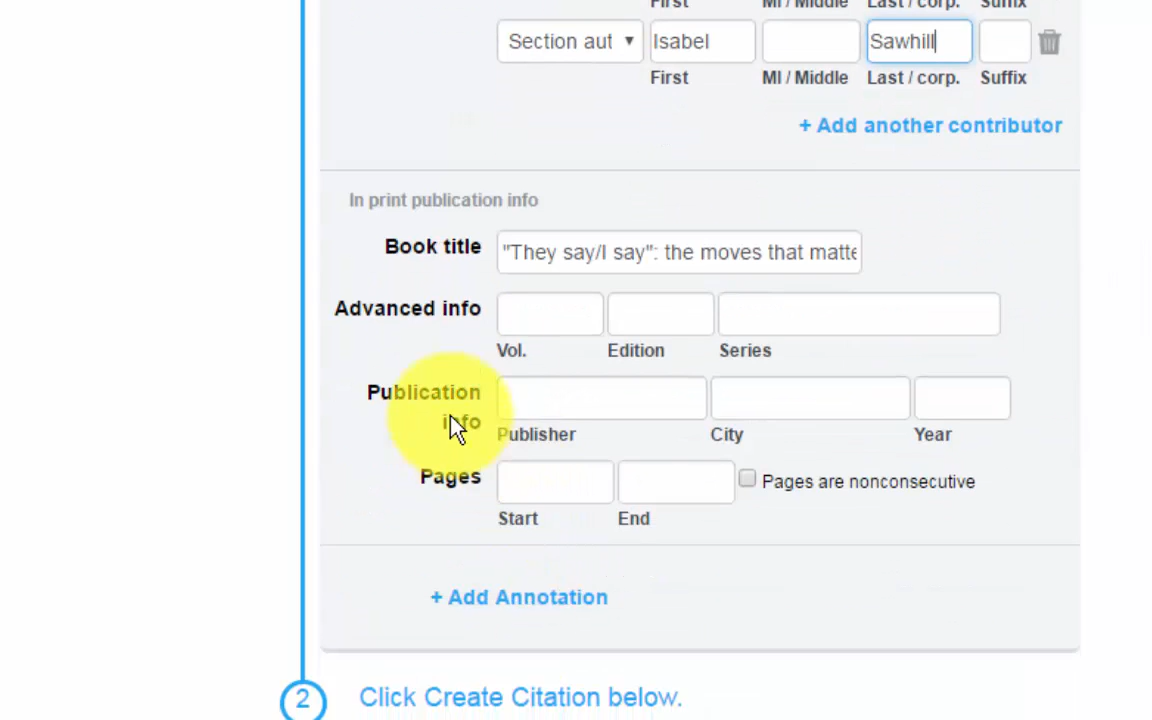 First MI / Middle Last / corp. Suffix
Section aut Isabel Sawhill
First MI / Middle Last / corp. Suffix
+ Add another contributor
In print publication info
Book title "They say/I say": the moves that matte
Advanced info
Vol. Edition Series
Publication
info
Publisher City Year
Pages Pages are nonconsecutive
Start End
+ Add Annotation
2 Click Create Citation below.